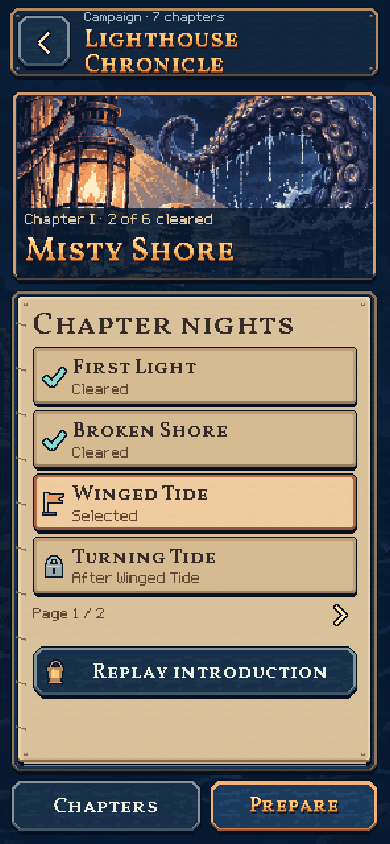 Campaign · 7 chapters
Lighthouse
Chronicle
Chapter I · 2 of 6 cleared
Misty Shore
Chapter nights
First Light
Cleared
Broken Shore
Cleared
Winged Tide
Selected
Turning Tide
After Winged Tide
Page 1 / 2
Replay introduction
Chapters
Prepare